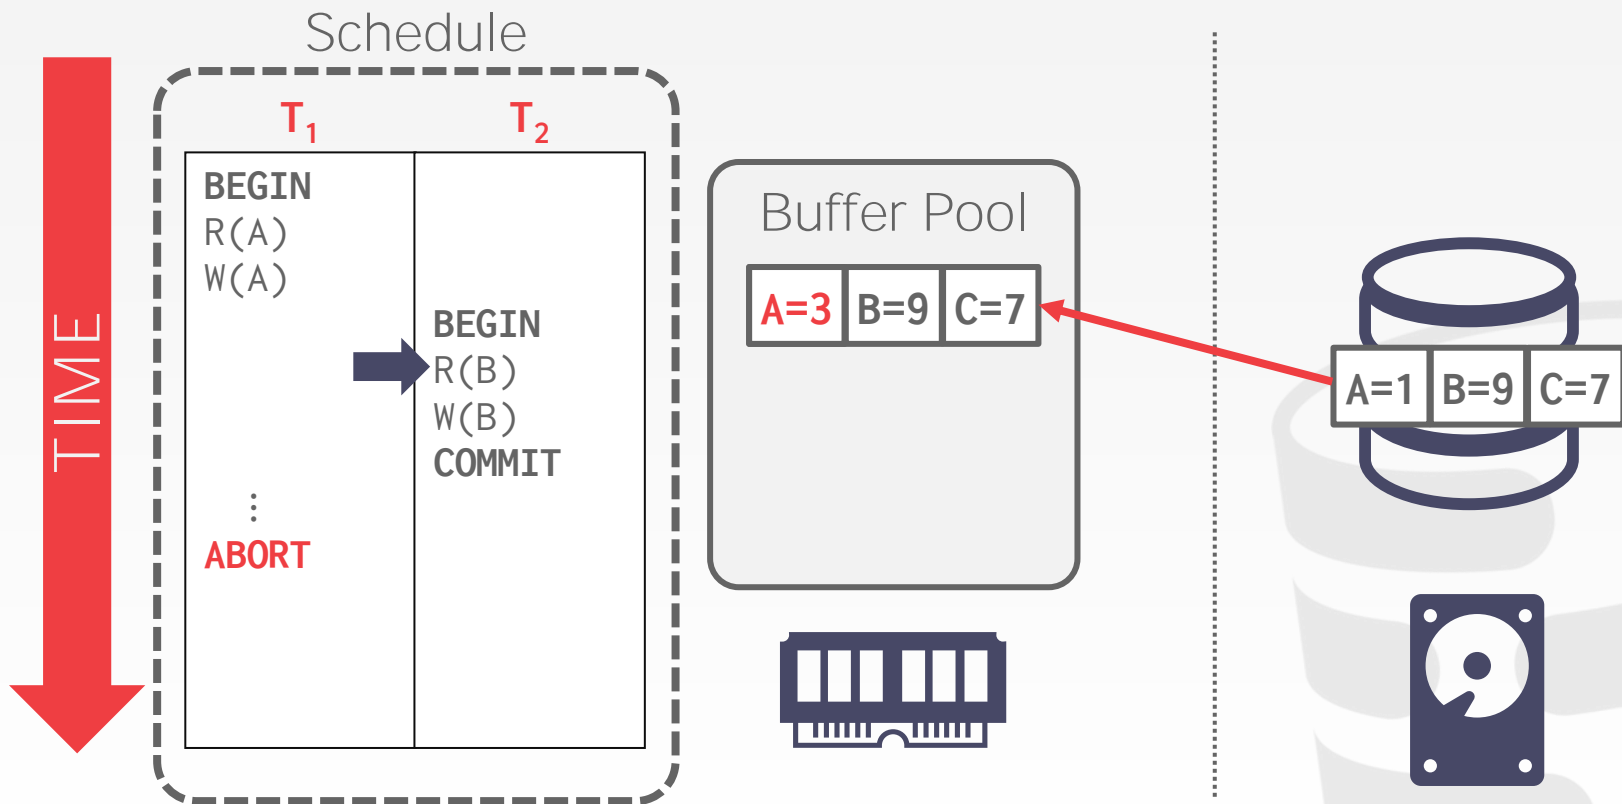 Schedule
TIME
T1 T2
BEGIN
R(A)
W(A)
BEGIN
R(B)
W(B)
COMMIT
⋮
ABORT
Buffer Pool
A=3 B=9 C=7
A=1 B=9 C=7